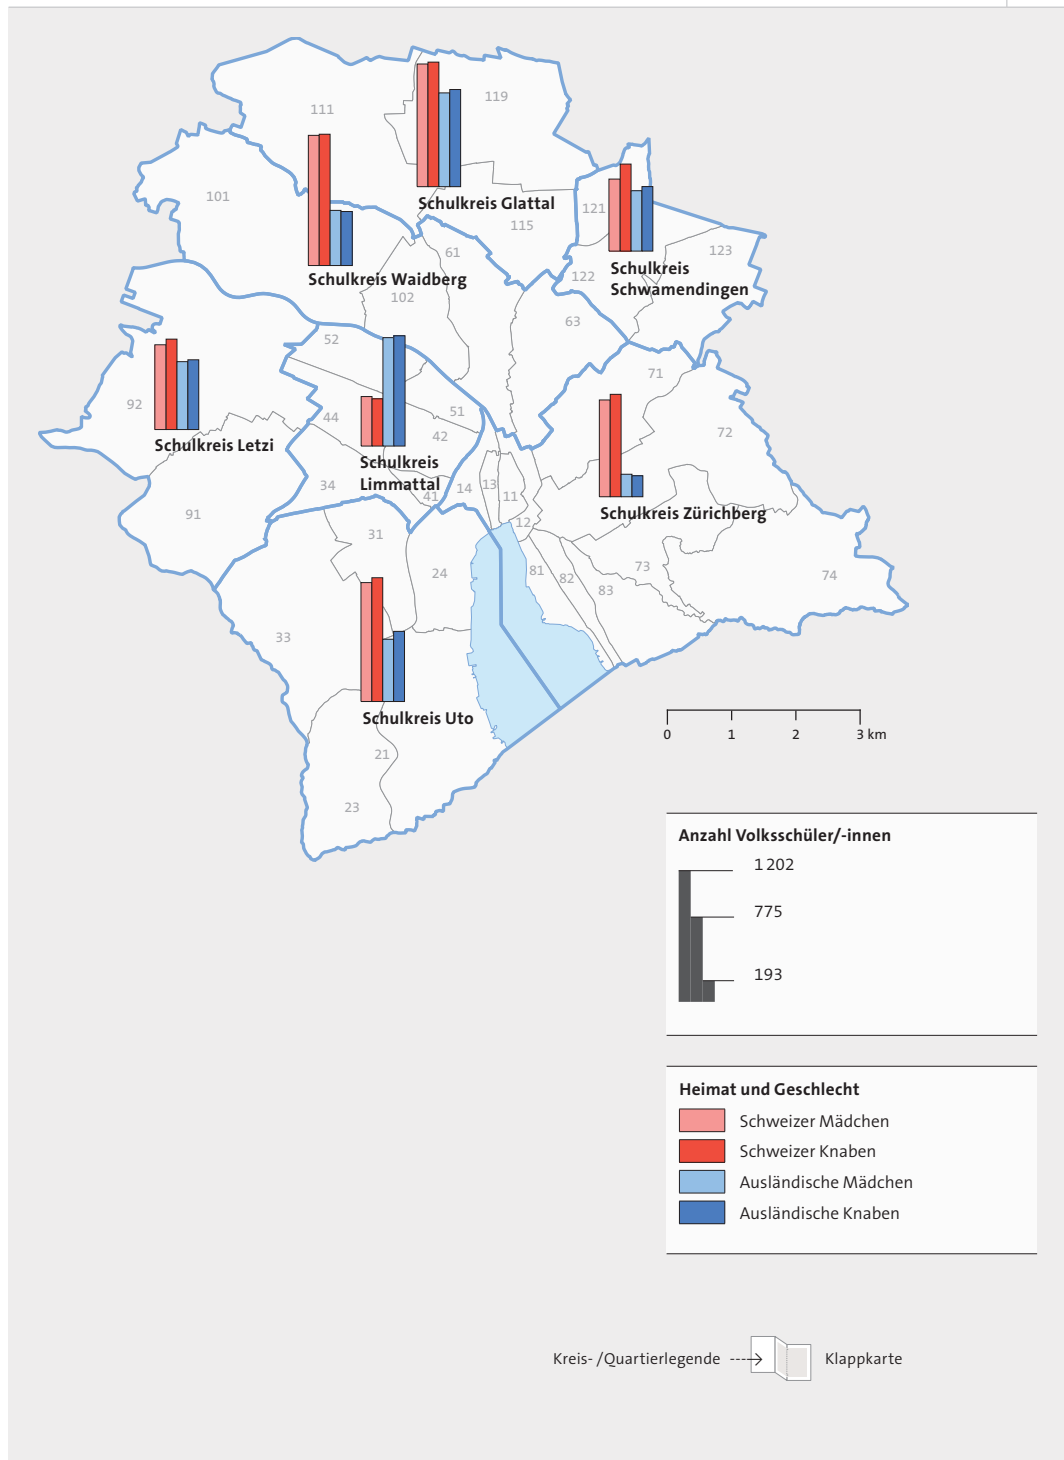 111
119
101
Schulkreis Glattal
121
115
123
61
Schulkreis
Schwamendingen
122
Schulkreis Waidberg
102
63
52
71
92
44
51
42
72
Schulkreis Letzi
Schulkreis
Limmattal
34
41
14
13
11
12
91
Schulkreis Zürichberg
31
24
81
82
83
73
74
33
Schulkreis Uto
21
23
0 1 2 3 km
Anzahl Volksschüler/-innen
1 202
775
193
Heimat und Geschlecht
Schweizer Mädchen
Schweizer Knaben
Ausländische Mädchen
Ausländische Knaben
Kreis- /Quartierlegende Klappkarte